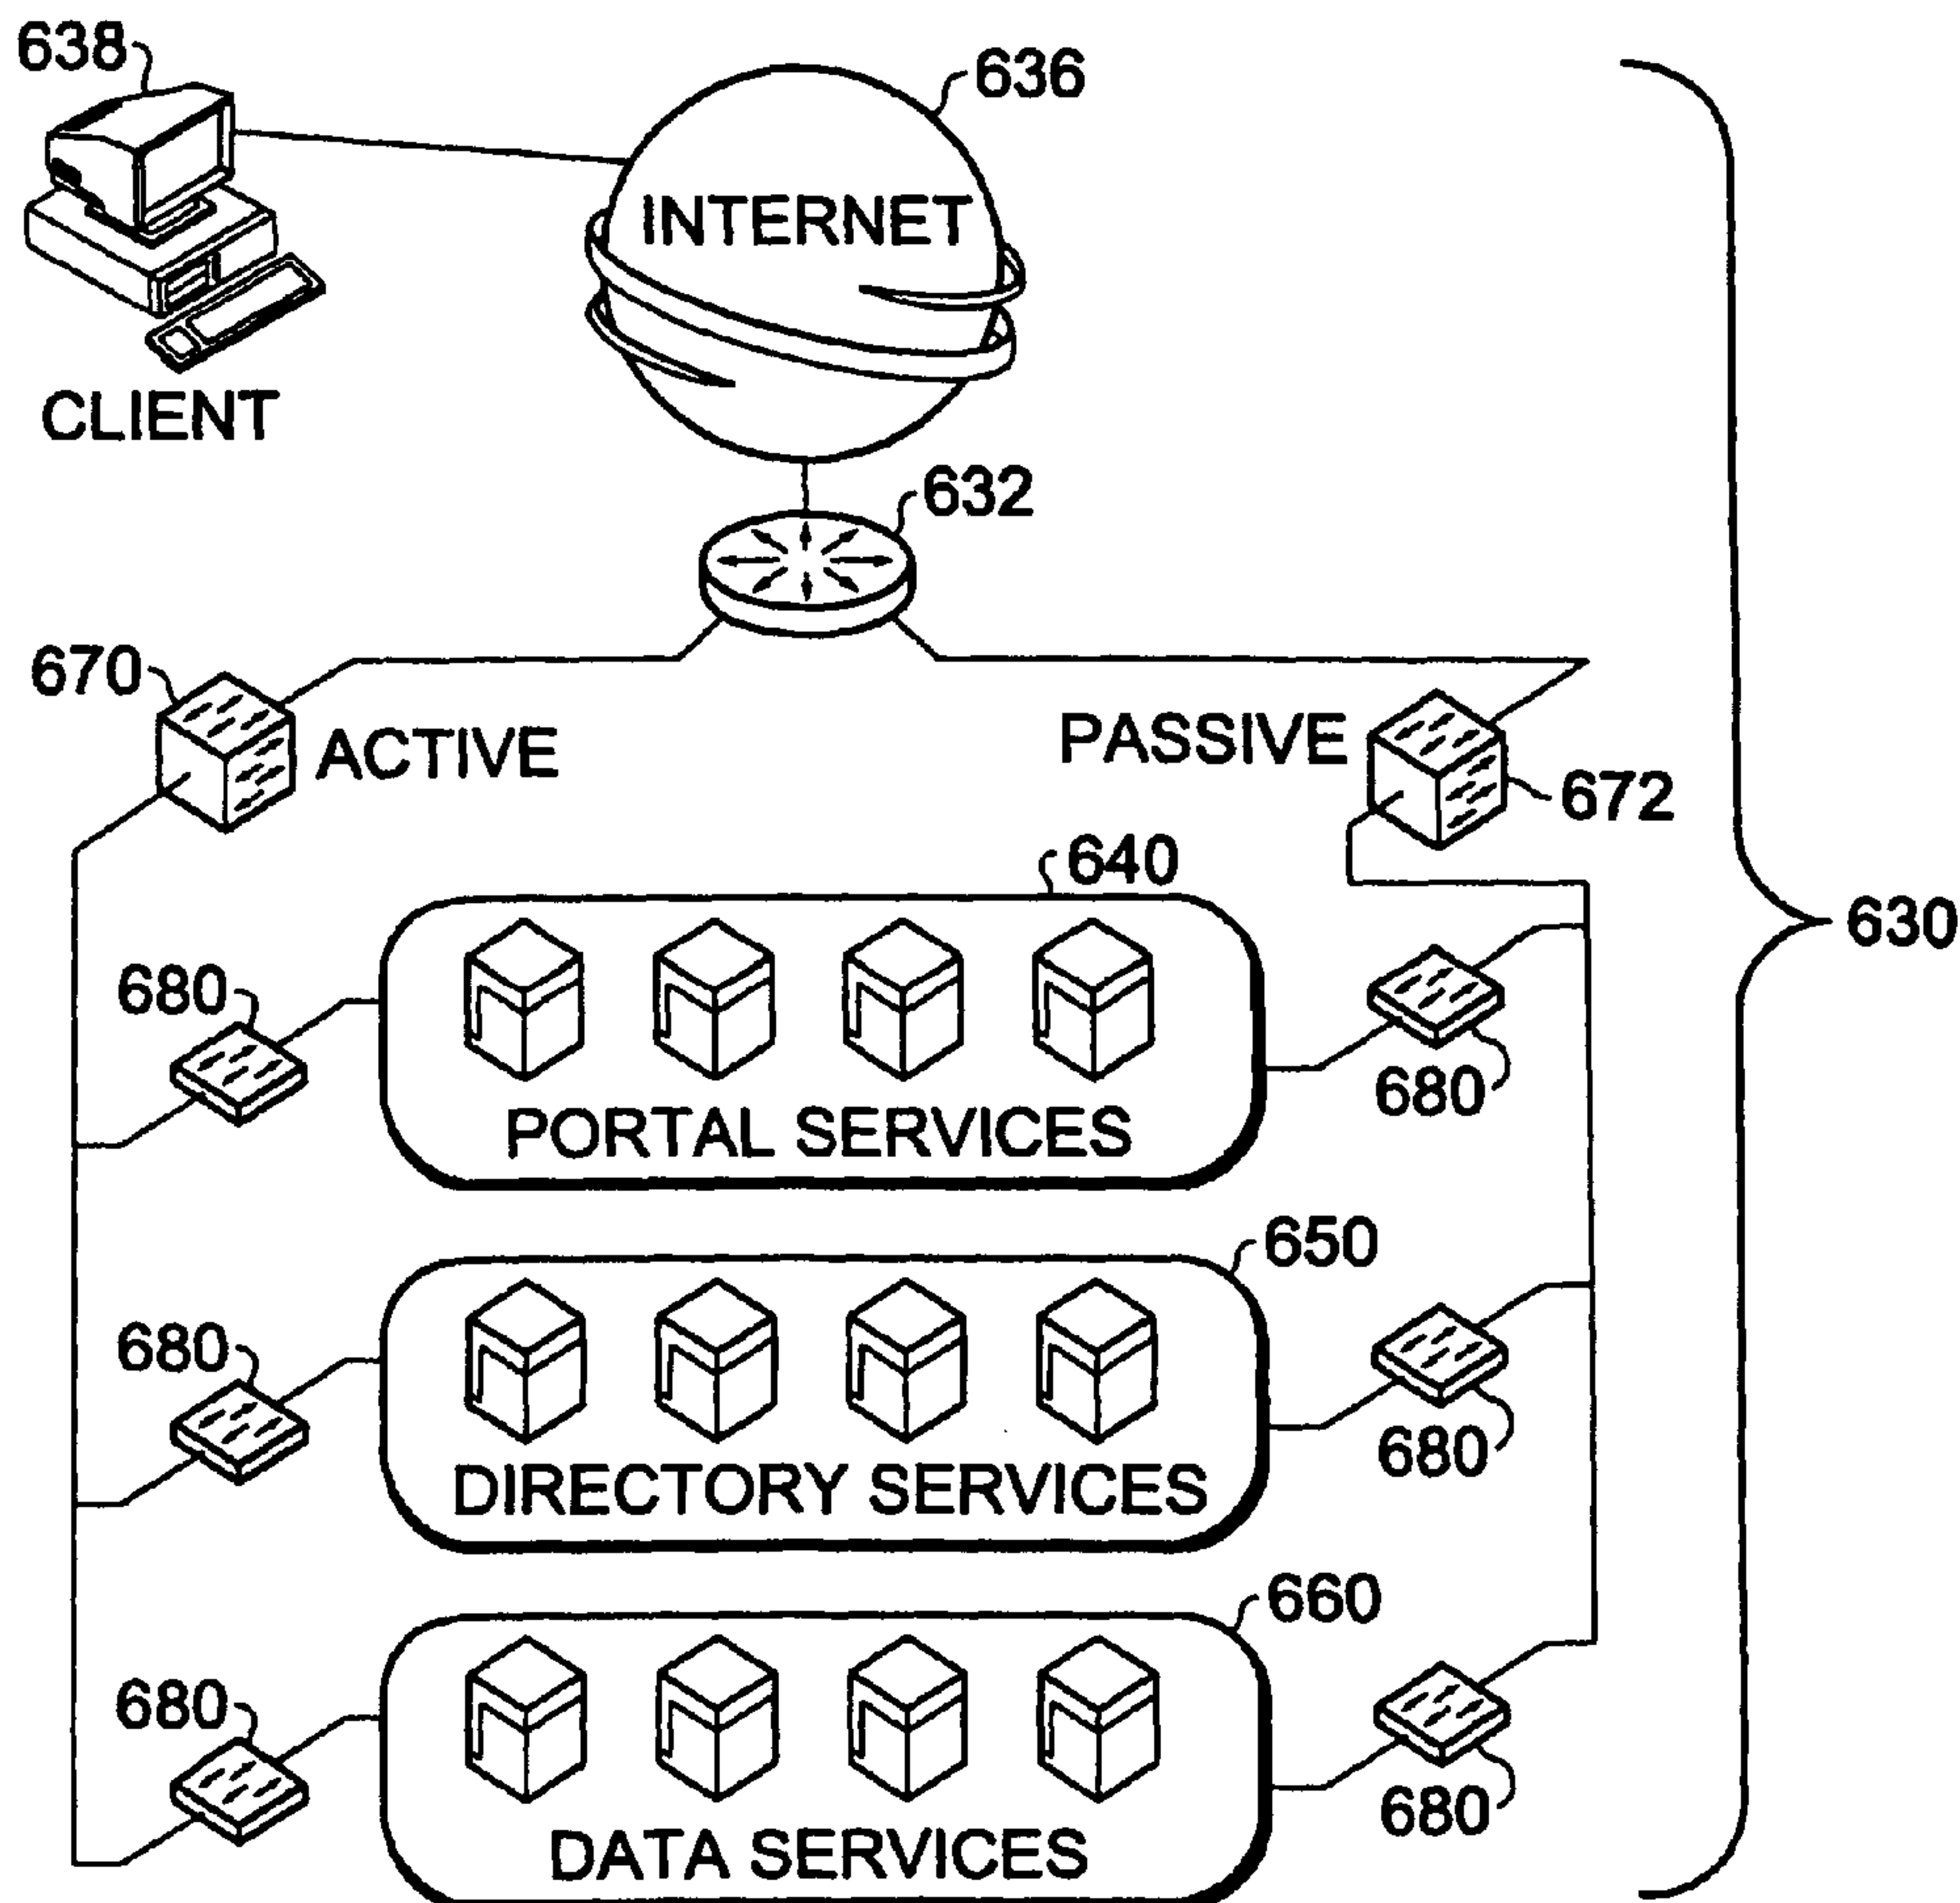 638
636
INTERNET
CLIENT
632
670
ACTIVE
PASSIVE
672
640
630
680
680
PORTAL SERVICES
650
680
680
DIRECTORY SERVICES
660
680
680
DATA SERVICES